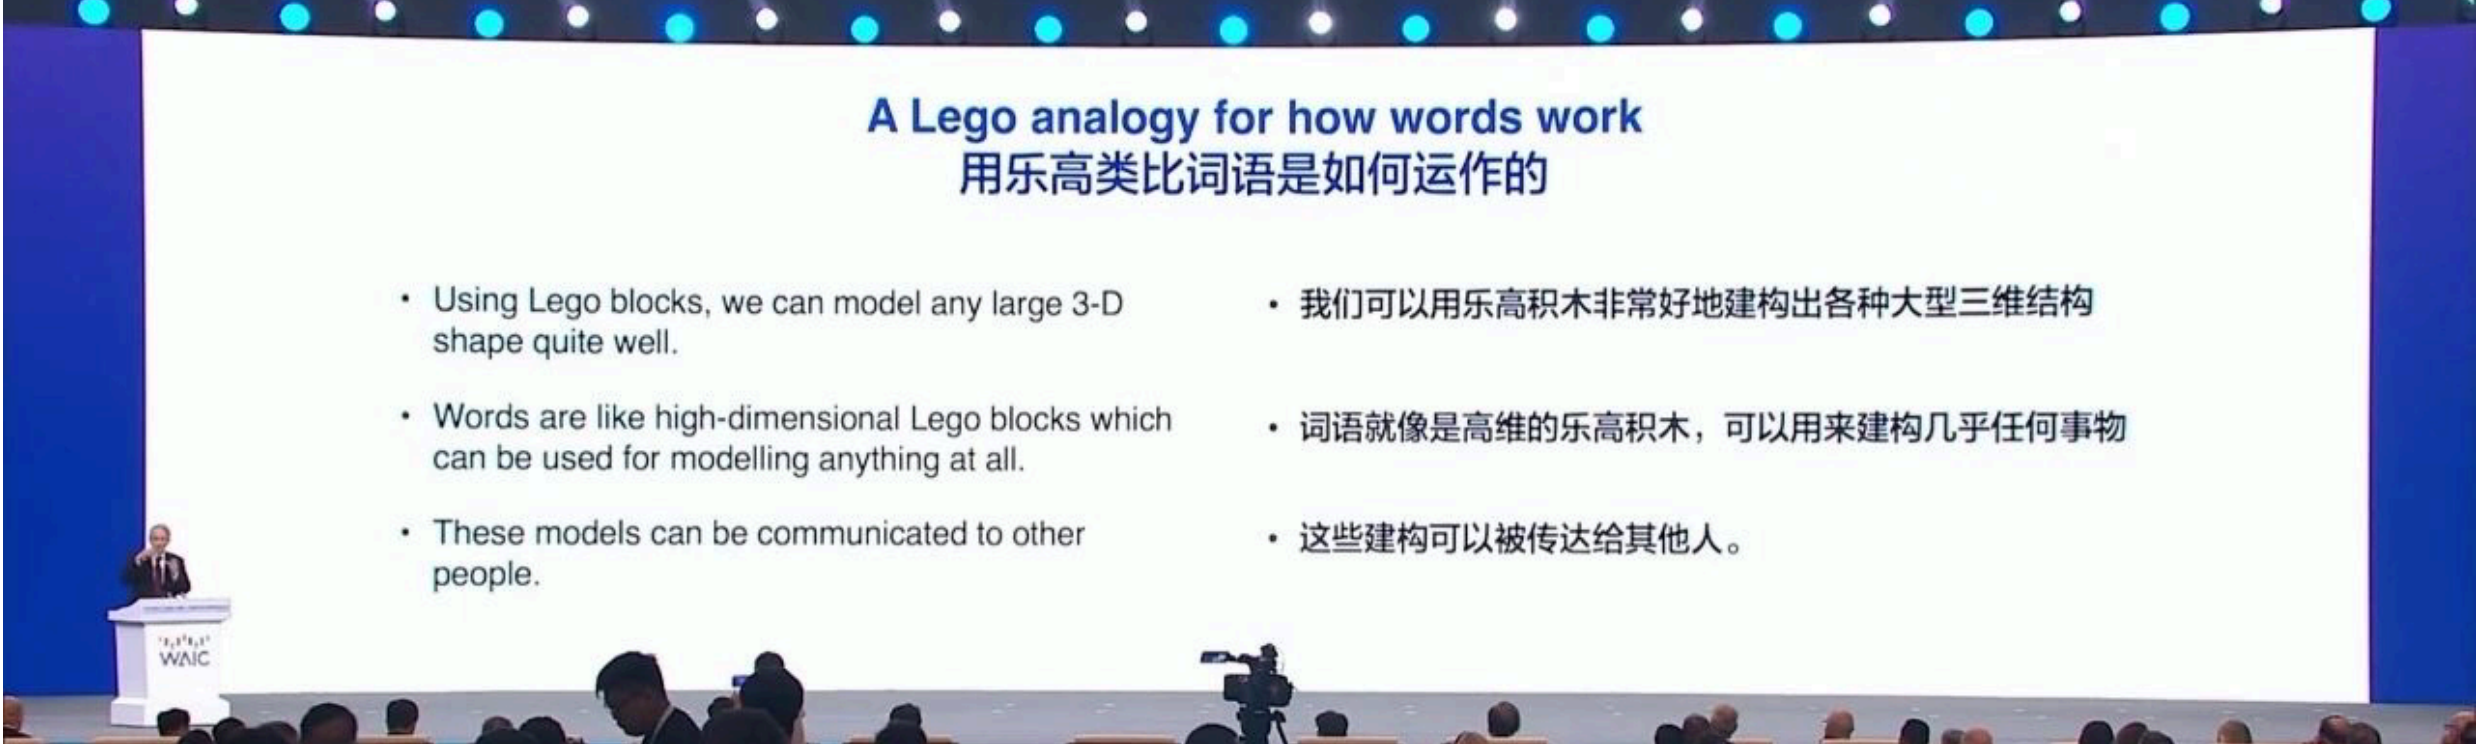 A Lego analogy for how words work
用乐高类比词语是如何运作的
• Using Lego blocks, we can model any large 3-D
shape quite well.
• Words are like high-dimensional Lego blocks which
can be used for modelling anything at all.
• These models can be communicated to other
people.
• 我们可以用乐高积木非常好地建构出各种大型三维结构
• 词语就像是高维的乐高积木，可以用来建构几乎任何事物
• 这些建构可以被传达给其他人。
WAIC